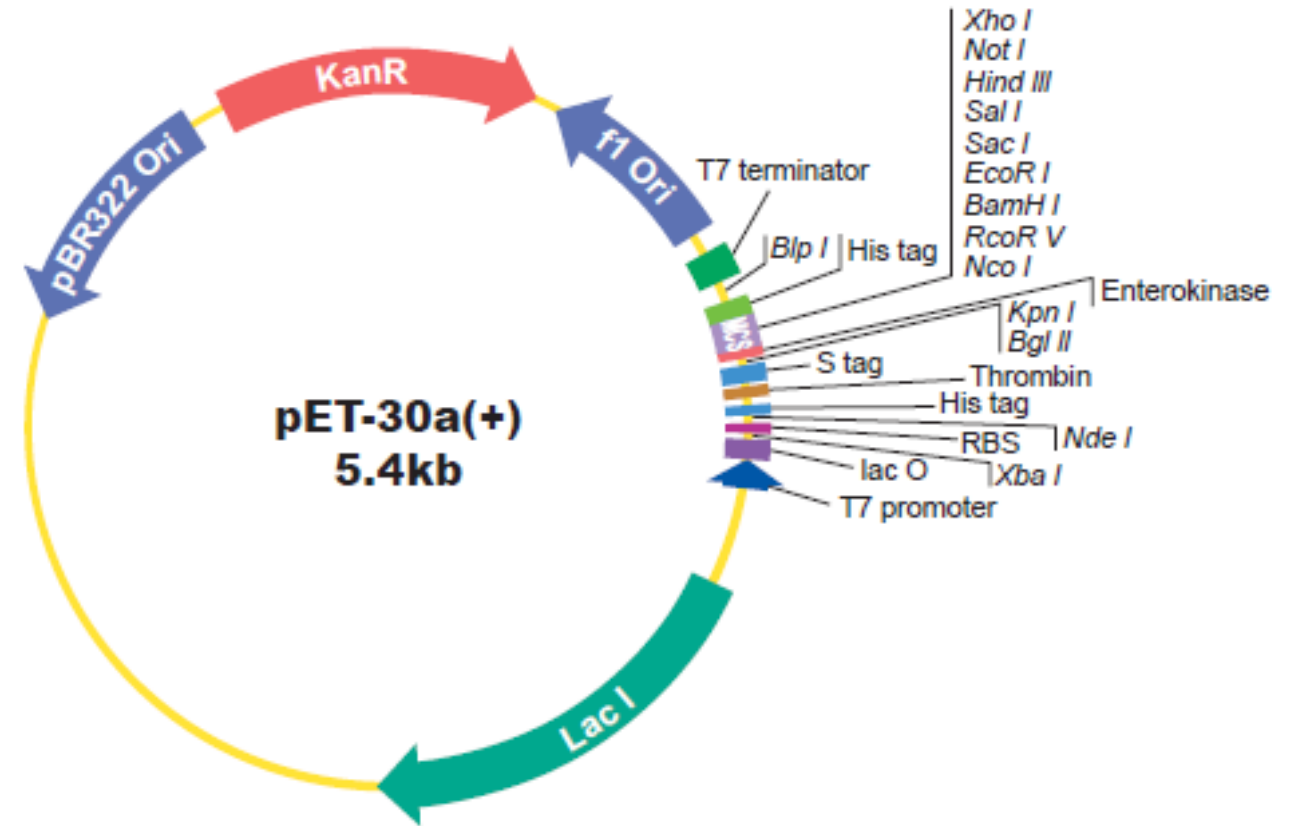 KanR
pBR322 Ori
f1 Ori
T7 terminator
Blp I
His tag
Xho I
Not I
Hind III
Sal I
Sac I
EcoR I
BamH I
RcoR V
Nco I
MCS
Enterokinase
Kpn I
Bgl II
S tag
Thrombin
His tag
Nde I
RBS
Xba I
lac O
T7 promoter
pET-30a(+)
5.4kb
Lac I